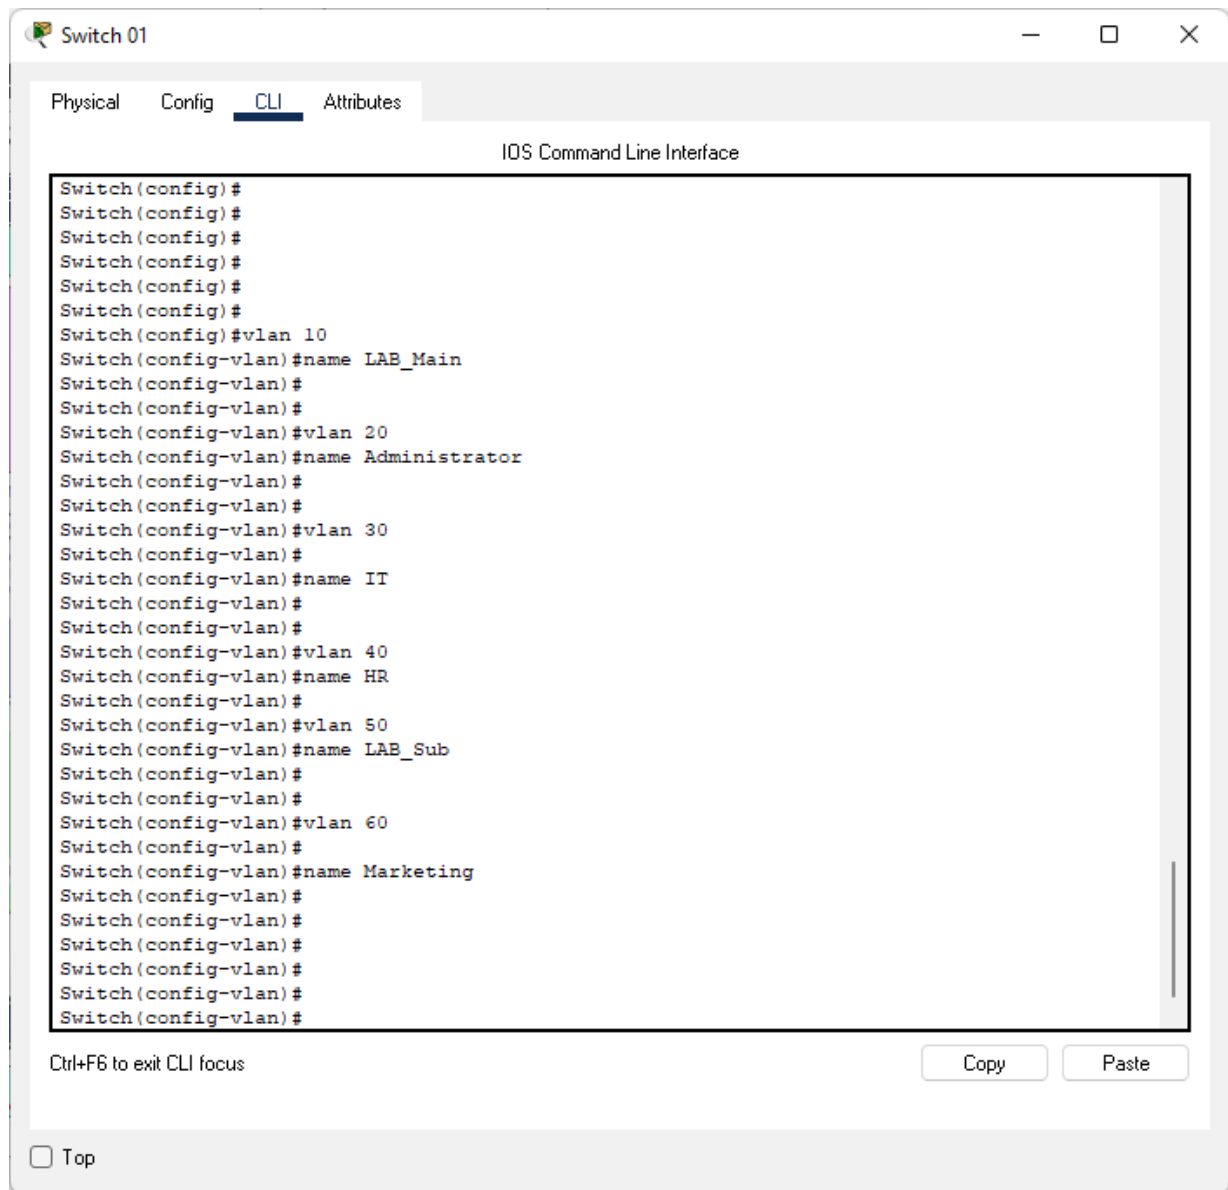 Switch 01
Physical Config CLI Attributes
IOS Command Line Interface
Switch(config)#
Switch(config)#
Switch(config)#
Switch(config)#
Switch(config)#
Switch(config)#
Switch(config)#vlan 10
Switch(config-vlan)#name LAB_Main
Switch(config-vlan)#
Switch(config-vlan)#
Switch(config-vlan)#vlan 20
Switch(config-vlan)#name Administrator
Switch(config-vlan)#
Switch(config-vlan)#
Switch(config-vlan)#vlan 30
Switch(config-vlan)#
Switch(config-vlan)#name IT
Switch(config-vlan)#
Switch(config-vlan)#
Switch(config-vlan)#vlan 40
Switch(config-vlan)#name HR
Switch(config-vlan)#
Switch(config-vlan)#vlan 50
Switch(config-vlan)#name LAB_Sub
Switch(config-vlan)#
Switch(config-vlan)#
Switch(config-vlan)#vlan 60
Switch(config-vlan)#
Switch(config-vlan)#name Marketing
Switch(config-vlan)#
Switch(config-vlan)#
Switch(config-vlan)#
Switch(config-vlan)#
Switch(config-vlan)#
Switch(config-vlan)#
Ctrl+F6 to exit CLI focus Copy Paste
Top